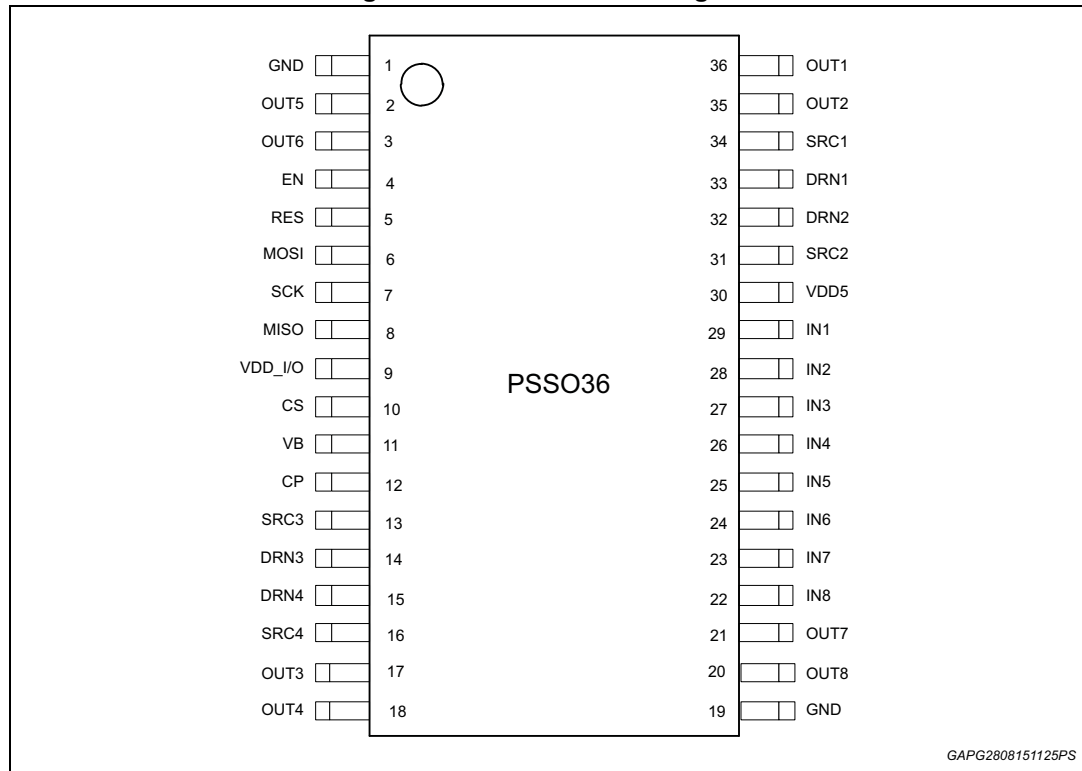 GND 1 36 OUT1
OUT5 2 35 OUT2
OUT6 3 34 SRC1
EN 4 33 DRN1
RES 5 32 DRN2
MOSI 6 31 SRC2
SCK 7 30 VDD5
MISO 8 29 IN1
VDD_I/O 9 28 IN2
PSSO36
CS 10 27 IN3
VB 11 26 IN4
CP 12 25 IN5
SRC3 13 24 IN6
DRN3 14 23 IN7
DRN4 15 22 IN8
SRC4 16 21 OUT7
OUT3 17 20 OUT8
OUT4 18 19 GND
GAPG2808151125PS